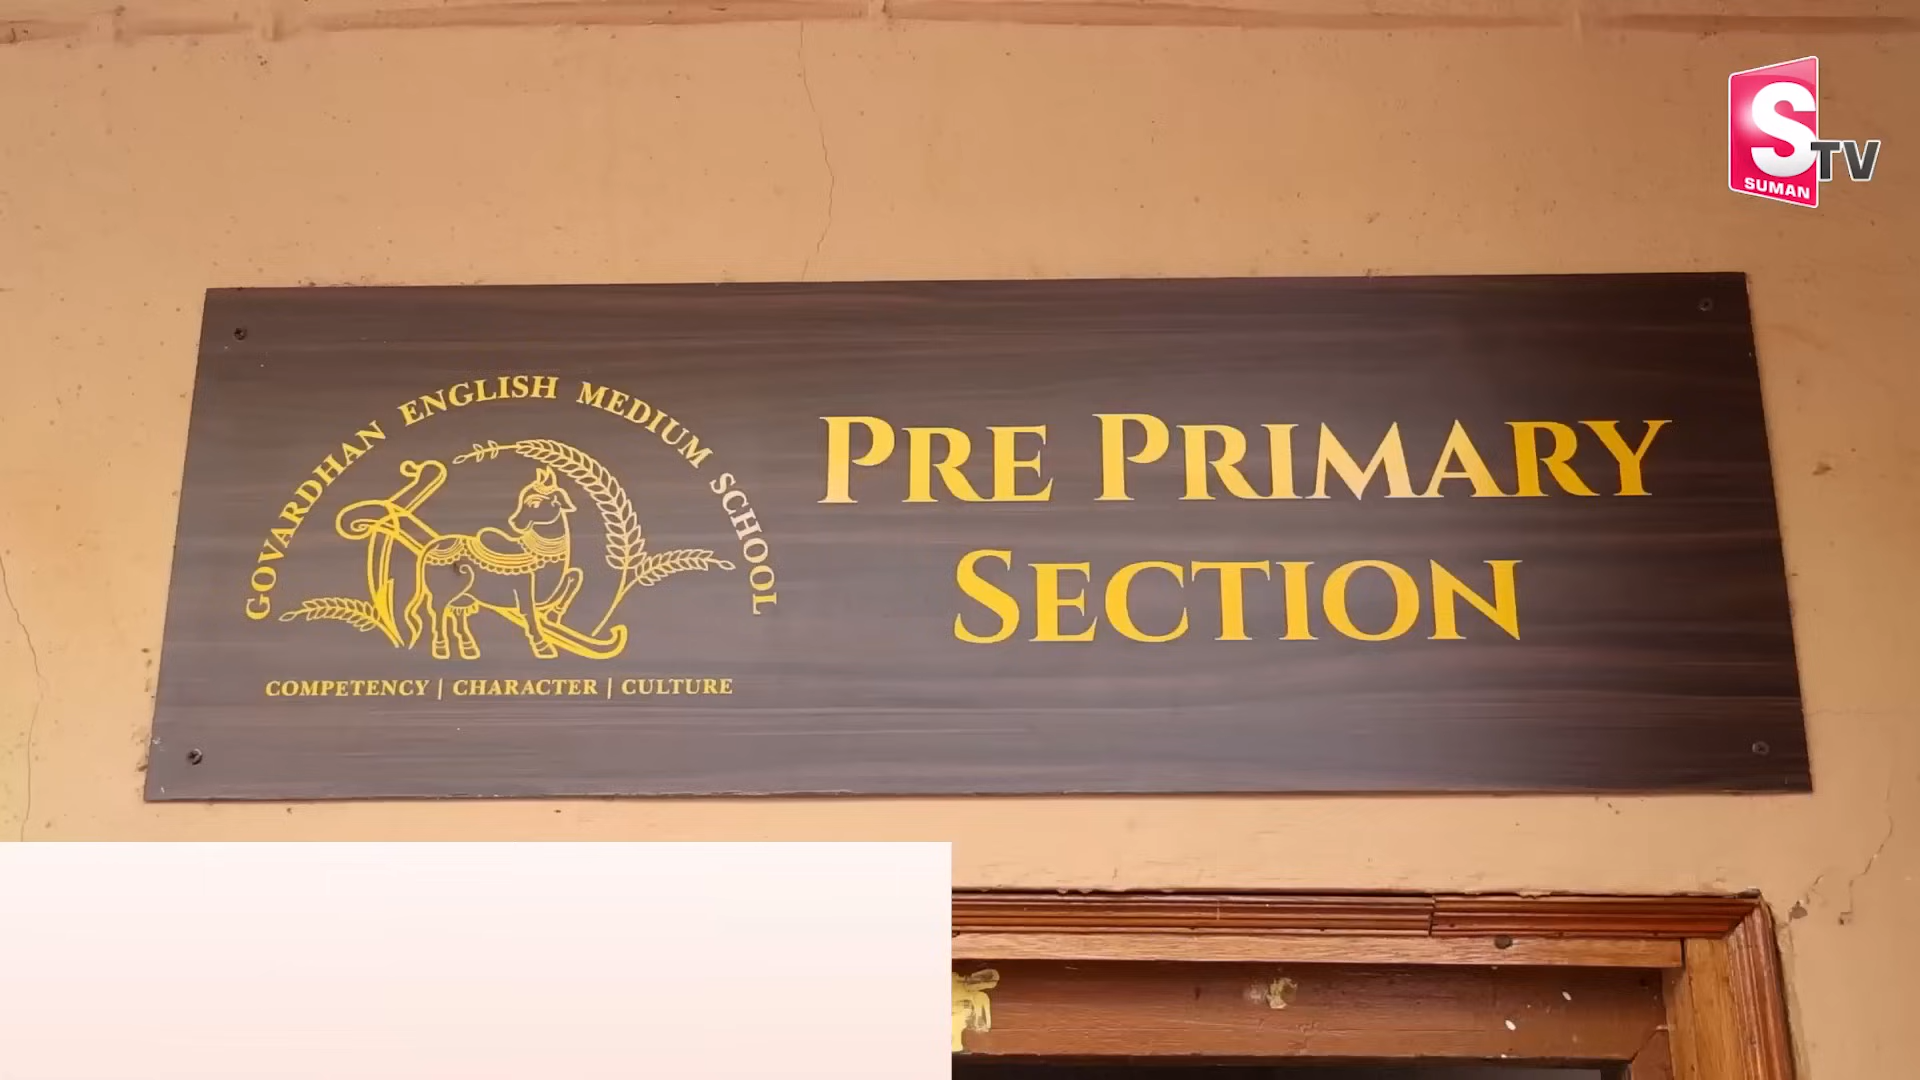 S TV
SUMAN
GOVARDHAN ENGLISH MEDIUM SCHOOL
COMPETENCY | CHARACTER | CULTURE
PRE PRIMARY
SECTION